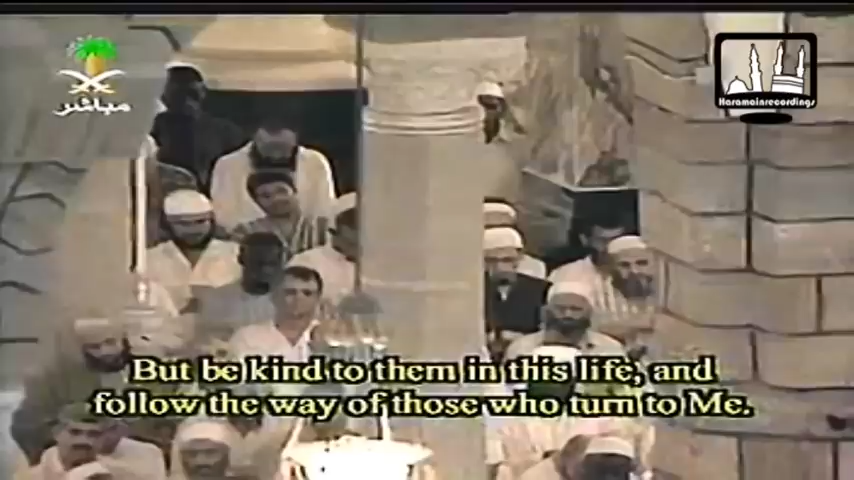 مباشر
Haramainrecordings
But be kind to them in this life, and
follow the way of those who turn to Me.